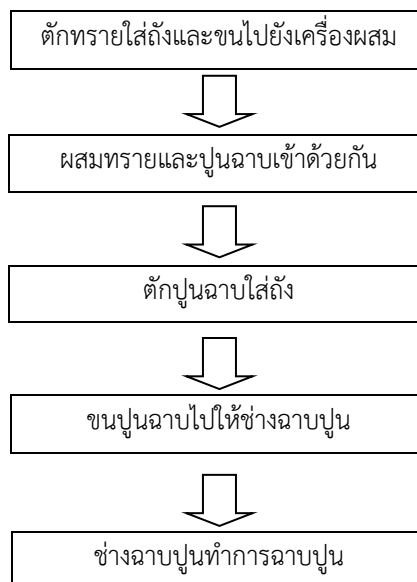 ตักทรายใส่ถังและขนไปยังเครื่องผสม
ผสมทรายและปูนฉาบเข้าด้วยกัน
ตักปูนฉาบใส่ถัง
ขนปูนฉาบไปให้ช่างฉาบปูน
ช่างฉาบปูนทำการฉาบปูน